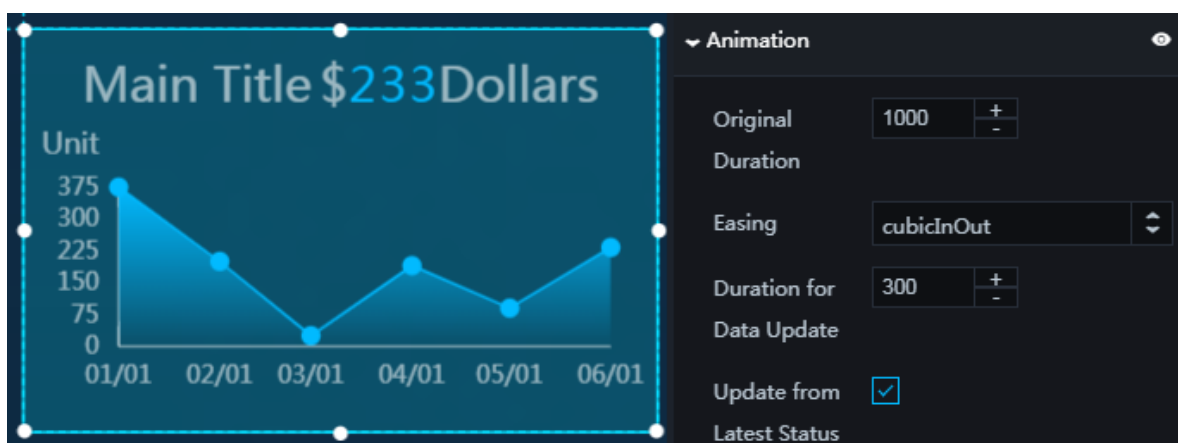 Main Title $233Dollars
Unit
375
300
225
150
75
0
01/01 02/01 03/01 04/01 05/01 06/01
Animation
Original
Duration
1000
+
-
Easing
cubicInOut
Duration for
Data Update
300
+
-
Update from
Latest Status